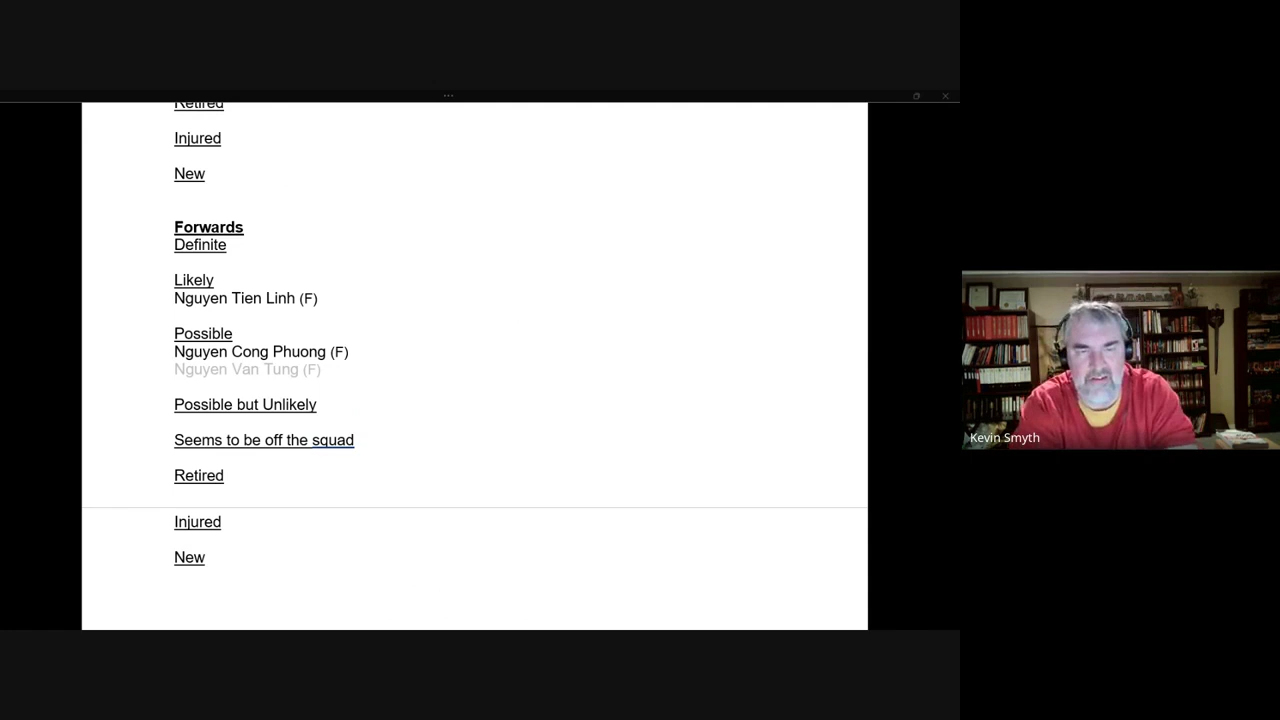 Retired
Injured
New
Forwards
Definite
Likely
Nguyen Tien Linh (F)
Possible
Nguyen Cong Phuong (F)
Nguyen Van Tung (F)
Possible but Unlikely
Seems to be off the squad
Retired
Injured
New
Kevin Smyth